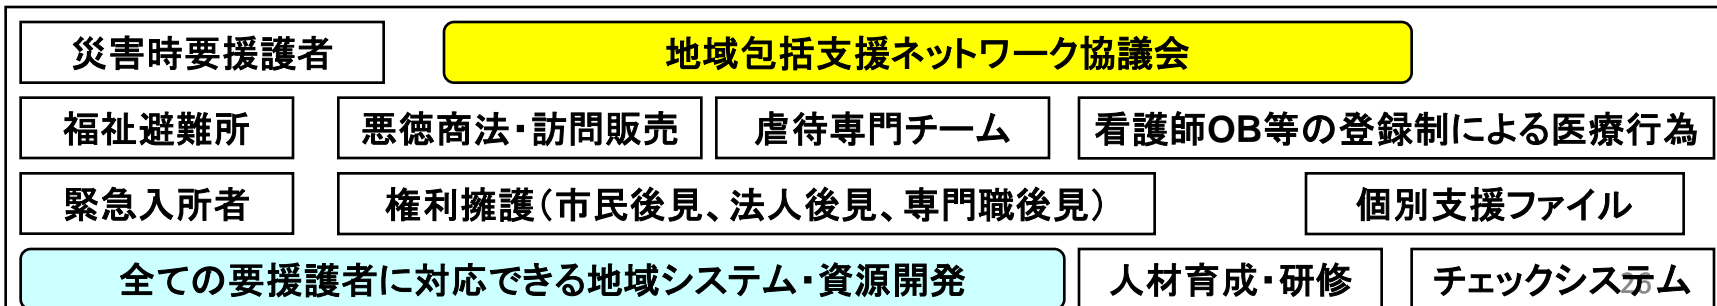 災害時要援護者
地域包括支援ネットワーク協議会
福祉避難所
悪徳商法・訪問販売
虐待専門チーム
看護師OB等の登録制による医療行為
緊急入所者
権利擁護（市民後見、法人後見、専門職後見）
個別支援ファイル
全ての要援護者に対応できる地域システム・資源開発
人材育成・研修
チェックシステム
26